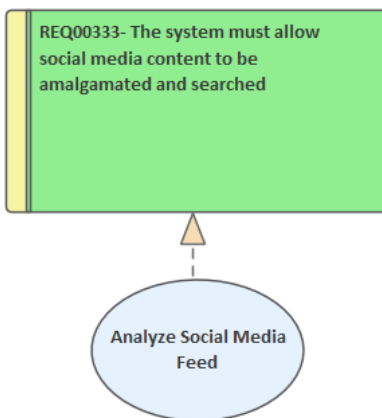 REQ00333- The system must allow
social media content to be
amalgamated and searched
Analyze Social Media
Feed